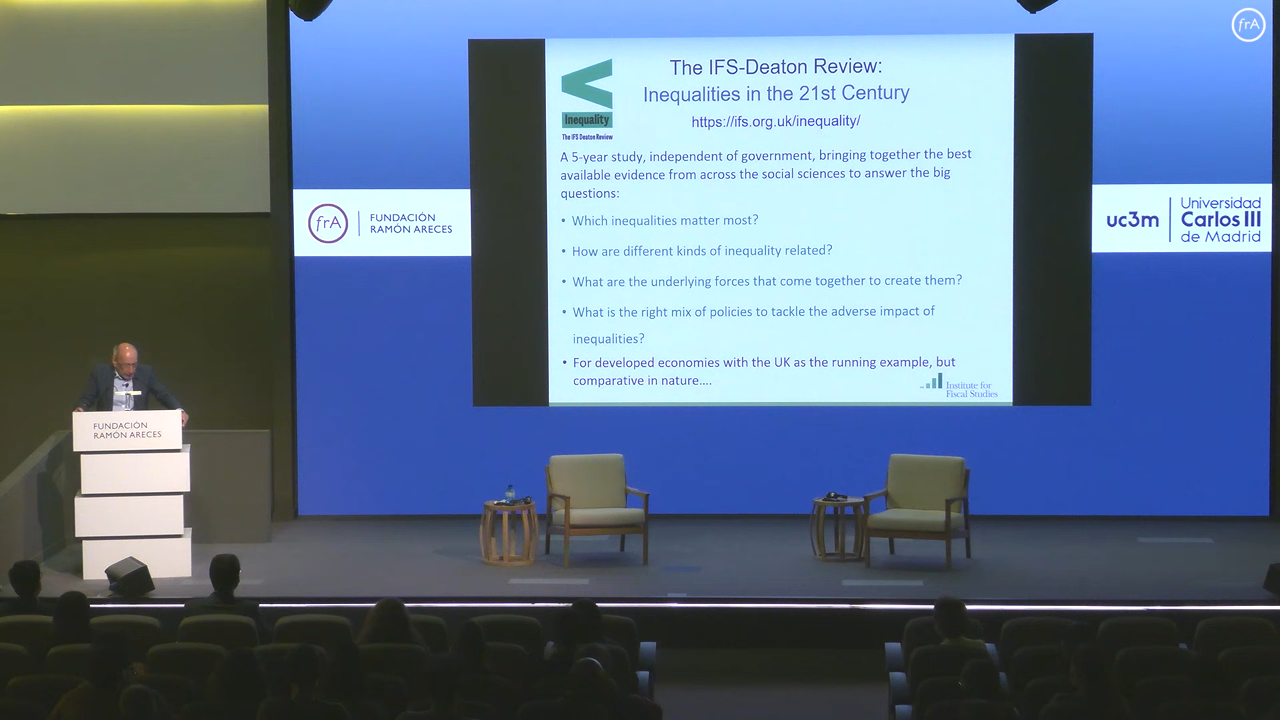 frA
The IFS-Deaton Review:
Inequalities in the 21st Century
https://ifs.org.uk/inequality/
Inequality
The IFS Deaton Review
A 5-year study, independent of government, bringing together the best
available evidence from across the social sciences to answer the big
questions:
• Which inequalities matter most?
• How are different kinds of inequality related?
• What are the underlying forces that come together to create them?
• What is the right mix of policies to tackle the adverse impact of
inequalities?
• For developed economies with the UK as the running example, but
comparative in nature....
Institute for
Fiscal Studies
frA
FUNDACIÓN
RAMÓN ARECES
uc3m
Universidad
Carlos III
de Madrid
FUNDACIÓN
RAMÓN ARECES